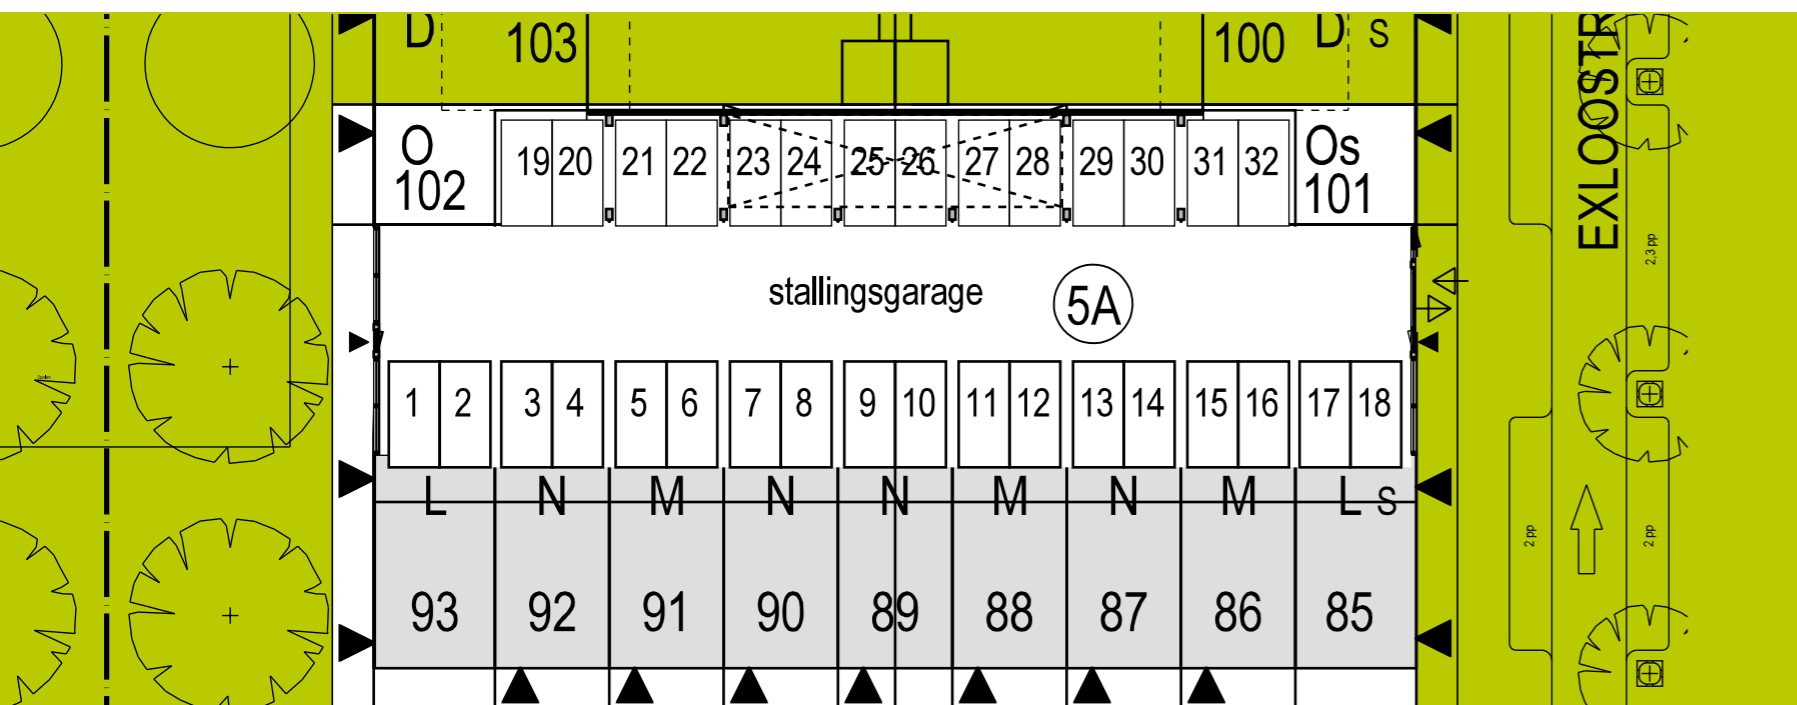 D
103
100
D s
O
102
19 20 21 22 23 24 25 26 27 28 29 30 31 32
Os
101
EXLOOSTR
2,3 pp
stallingsgarage
5A
1 2 3 4 5 6 7 8 9 10 11 12 13 14 15 16 17 18
L N M N N M N M L s
2 pp
2 pp
93 92 91 90 89 88 87 86 85